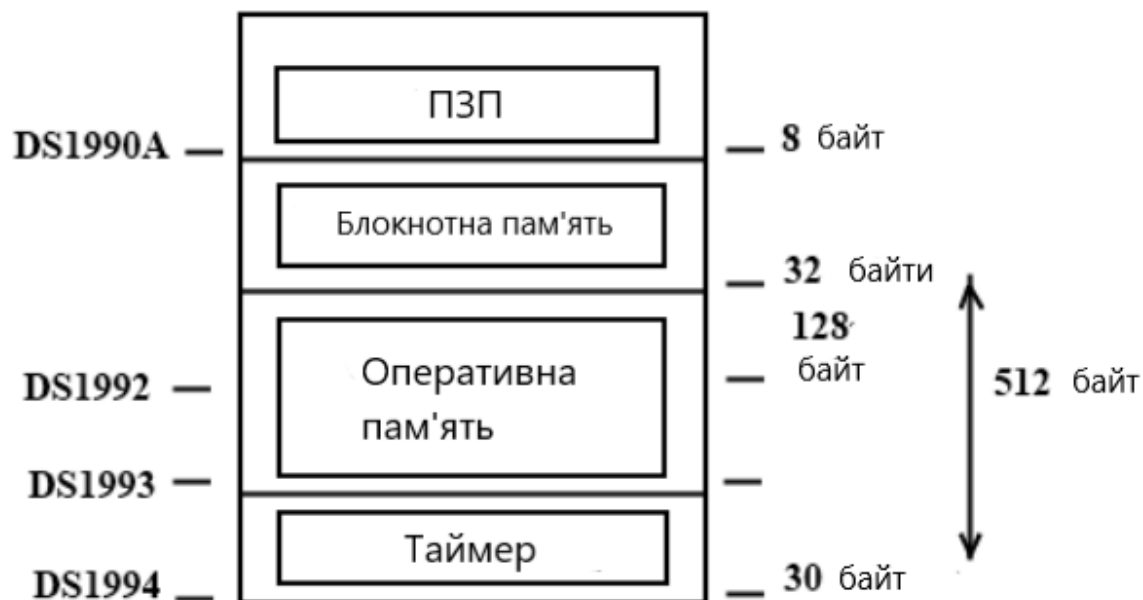 ПЗП
DS1990A
8 байт
Блокнотна пам'ять
32 байти
128
байт
Оперативна
пам'ять
DS1992
512 байт
DS1993
Таймер
DS1994
30 байт